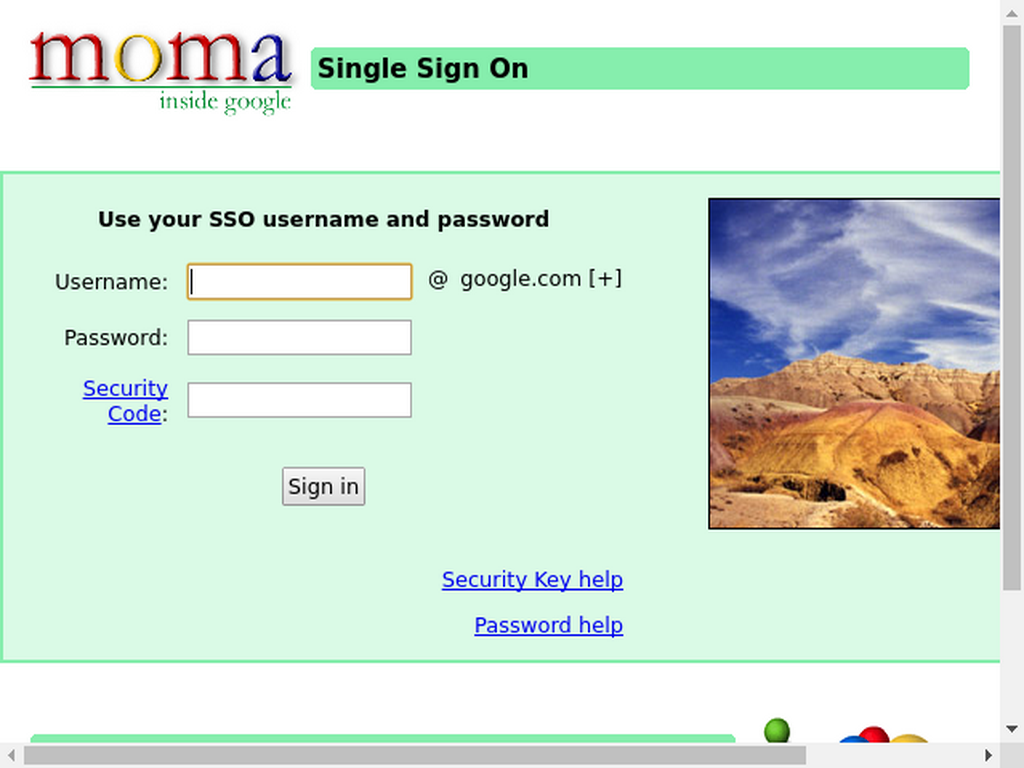 moma
inside google
Single Sign On
Use your SSO username and password
Username:
@ google.com [+]
Password:
Security
Code:
Sign in
Security Key help
Password help